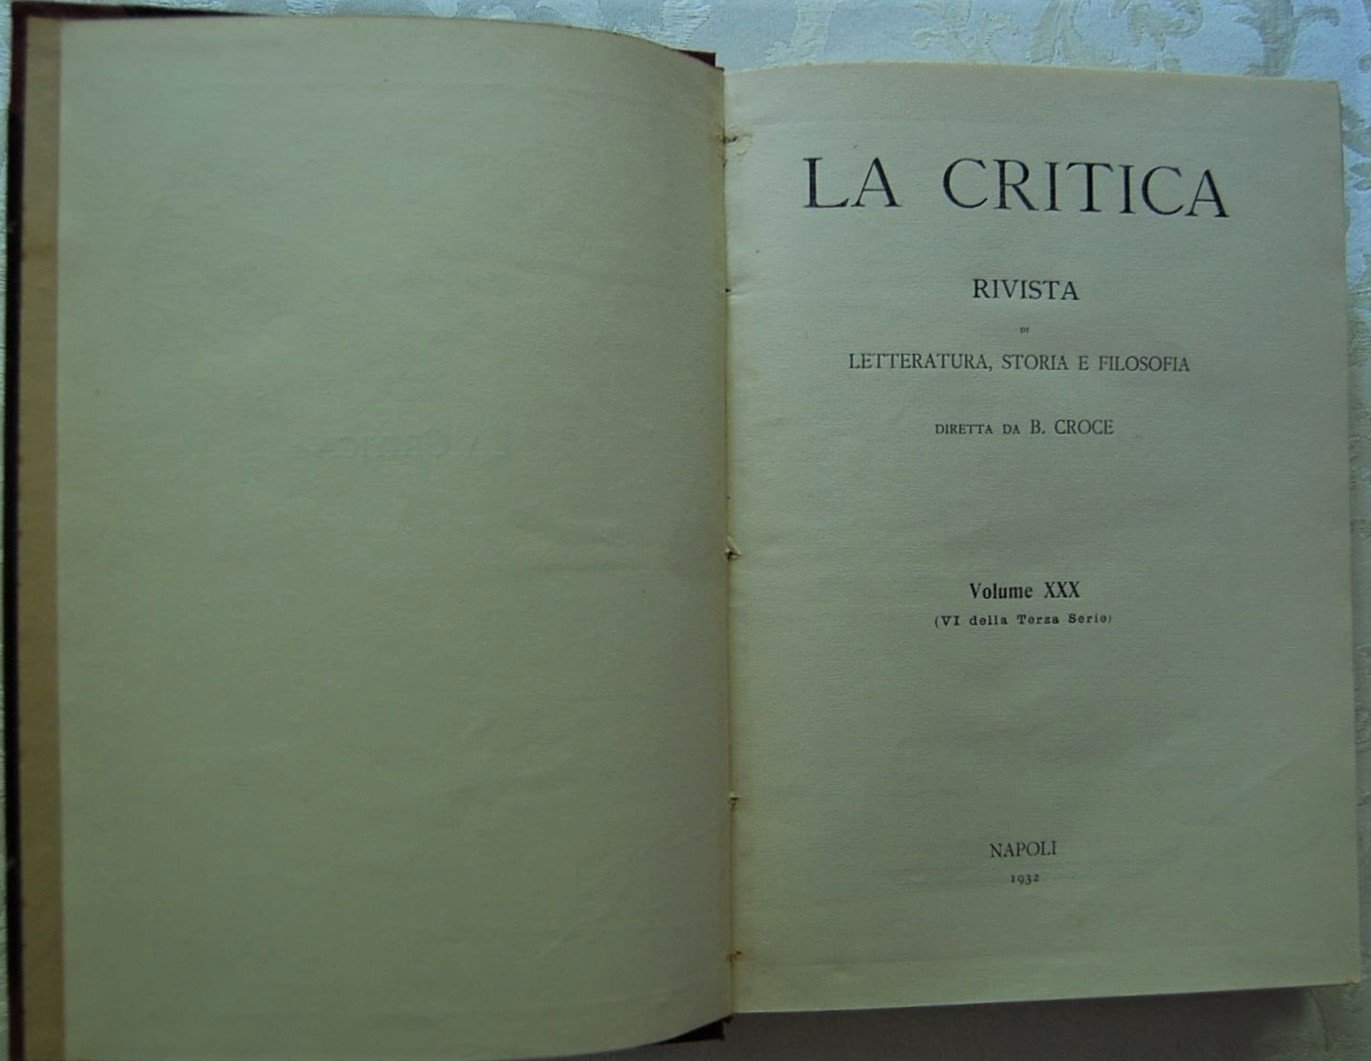 LA CRITICA
RIVISTA
DI
LETTERATURA, STORIA E FILOSOFIA
DIRETTA DA B. CROCE
Volume XXX
(VI della Terza Serie)
NAPOLI
1932